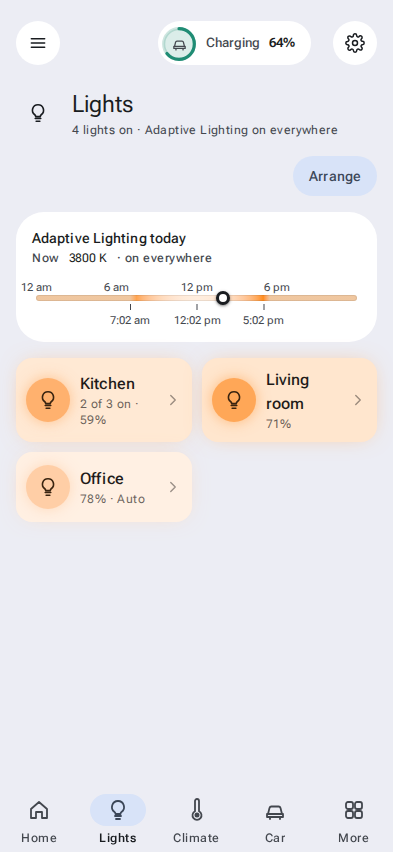 Charging 64%
Lights
4 lights on · Adaptive Lighting on everywhere
Arrange
Adaptive Lighting today
Now 3800 K · on everywhere
12 am 6 am 12 pm 6 pm
7:02 am 12:02 pm 5:02 pm
Kitchen
2 of 3 on ·
59%
Living
room
71%
Office
78% · Auto
Home Lights Climate Car More